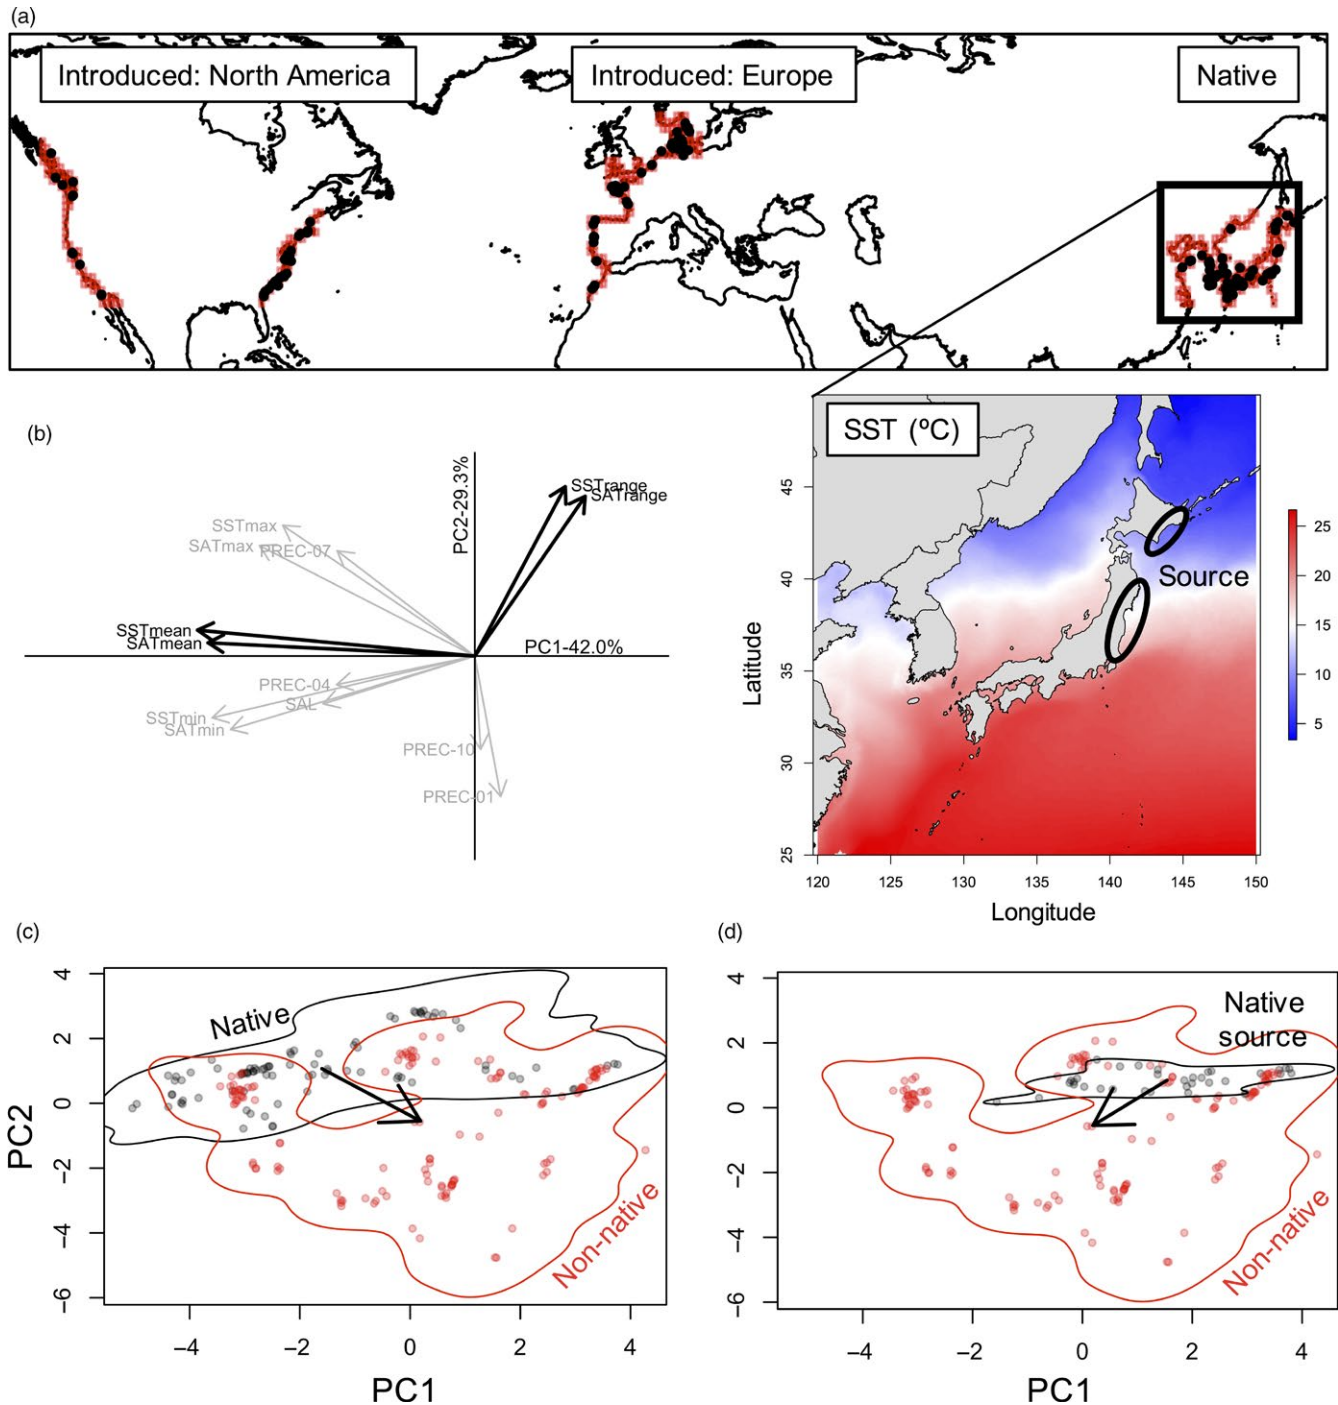 (a)
Introduced: North America
Introduced: Europe
Native
(b)
PC2-29.3%
SSTrange
SATrange
SSTmax
SATmax
PREC-07
SSTmean
SATmean
PC1-42.0%
PREC-04
SAL
SSTmin
SATmin
PREC-10
PREC-01
SST (ºC)
Source
Latitude
45
40
35
30
25
120
125
130
135
140
145
150
Longitude
25
20
15
10
5
(c)
Native
Non-native
PC2
4
2
0
−2
−4
−6
−4
−2
0
2
4
PC1
(d)
Native
source
Non-native
4
2
0
−2
−4
−6
−4
−2
0
2
4
PC1